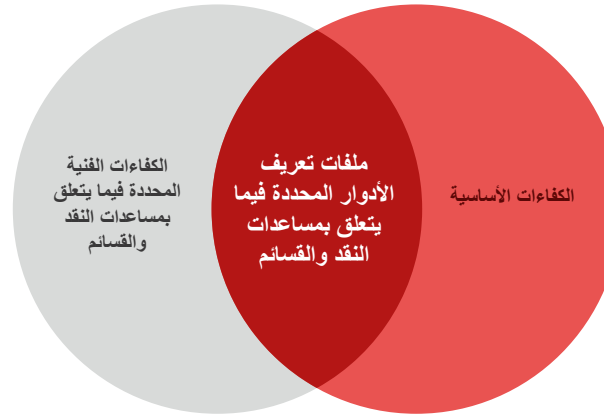 الكفاءات الأساسية
ملفات تعريف
الأدوار المحددة فيما
يتعلق بمساعدات
النقد والقسائم
الكفاءات الفنية
المحددة فيما يتعلق
بمساعدات النقد
والقسائم